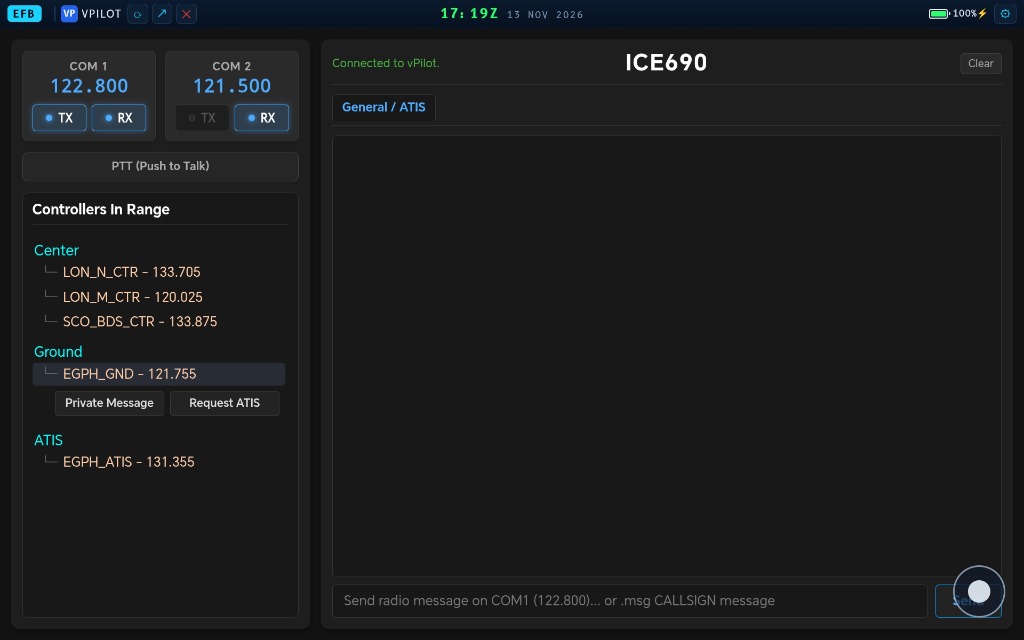 EFB VP VPILOT 17:19Z 13 NOV 2026 100%
COM 1
122.800
TX RX
COM 2
121.500
TX RX
PTT (Push to Talk)
Controllers In Range
Center
LON_N_CTR - 133.705
LON_M_CTR - 120.025
SCO_BDS_CTR - 133.875
Ground
EGPH_GND - 121.755
Private Message Request ATIS
ATIS
EGPH_ATIS - 131.355
Connected to vPilot. ICE690 Clear
General / ATIS
Send radio message on COM1 (122.800)... or .msg CALLSIGN message
Send